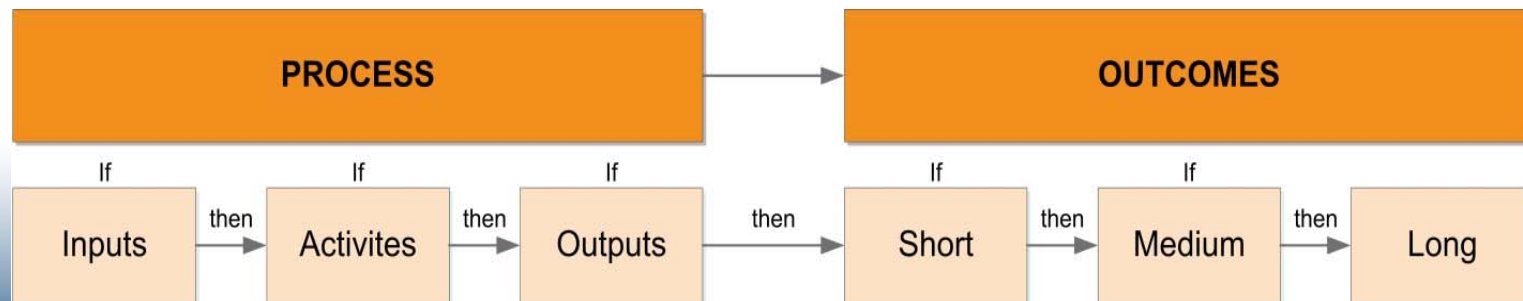 PROCESS
OUTCOMES
If
If
If
If
If
Inputs
then
Activites
then
Outputs
then
Short
then
Medium
then
Long